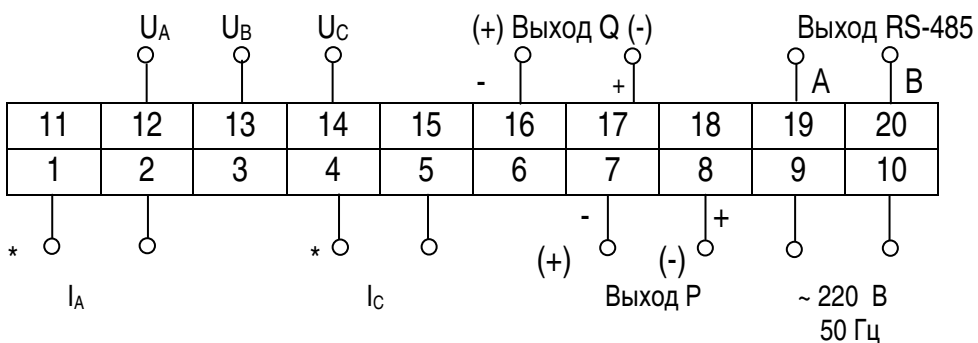 UA UB UC (+) Выход Q (-) Выход RS-485
- + A B
11 12 13 14 15 16 17 18 19 20
1 2 3 4 5 6 7 8 9 10
- +
* * (+) (-)
IA IC Выход P ~ 220 В
50 Гц